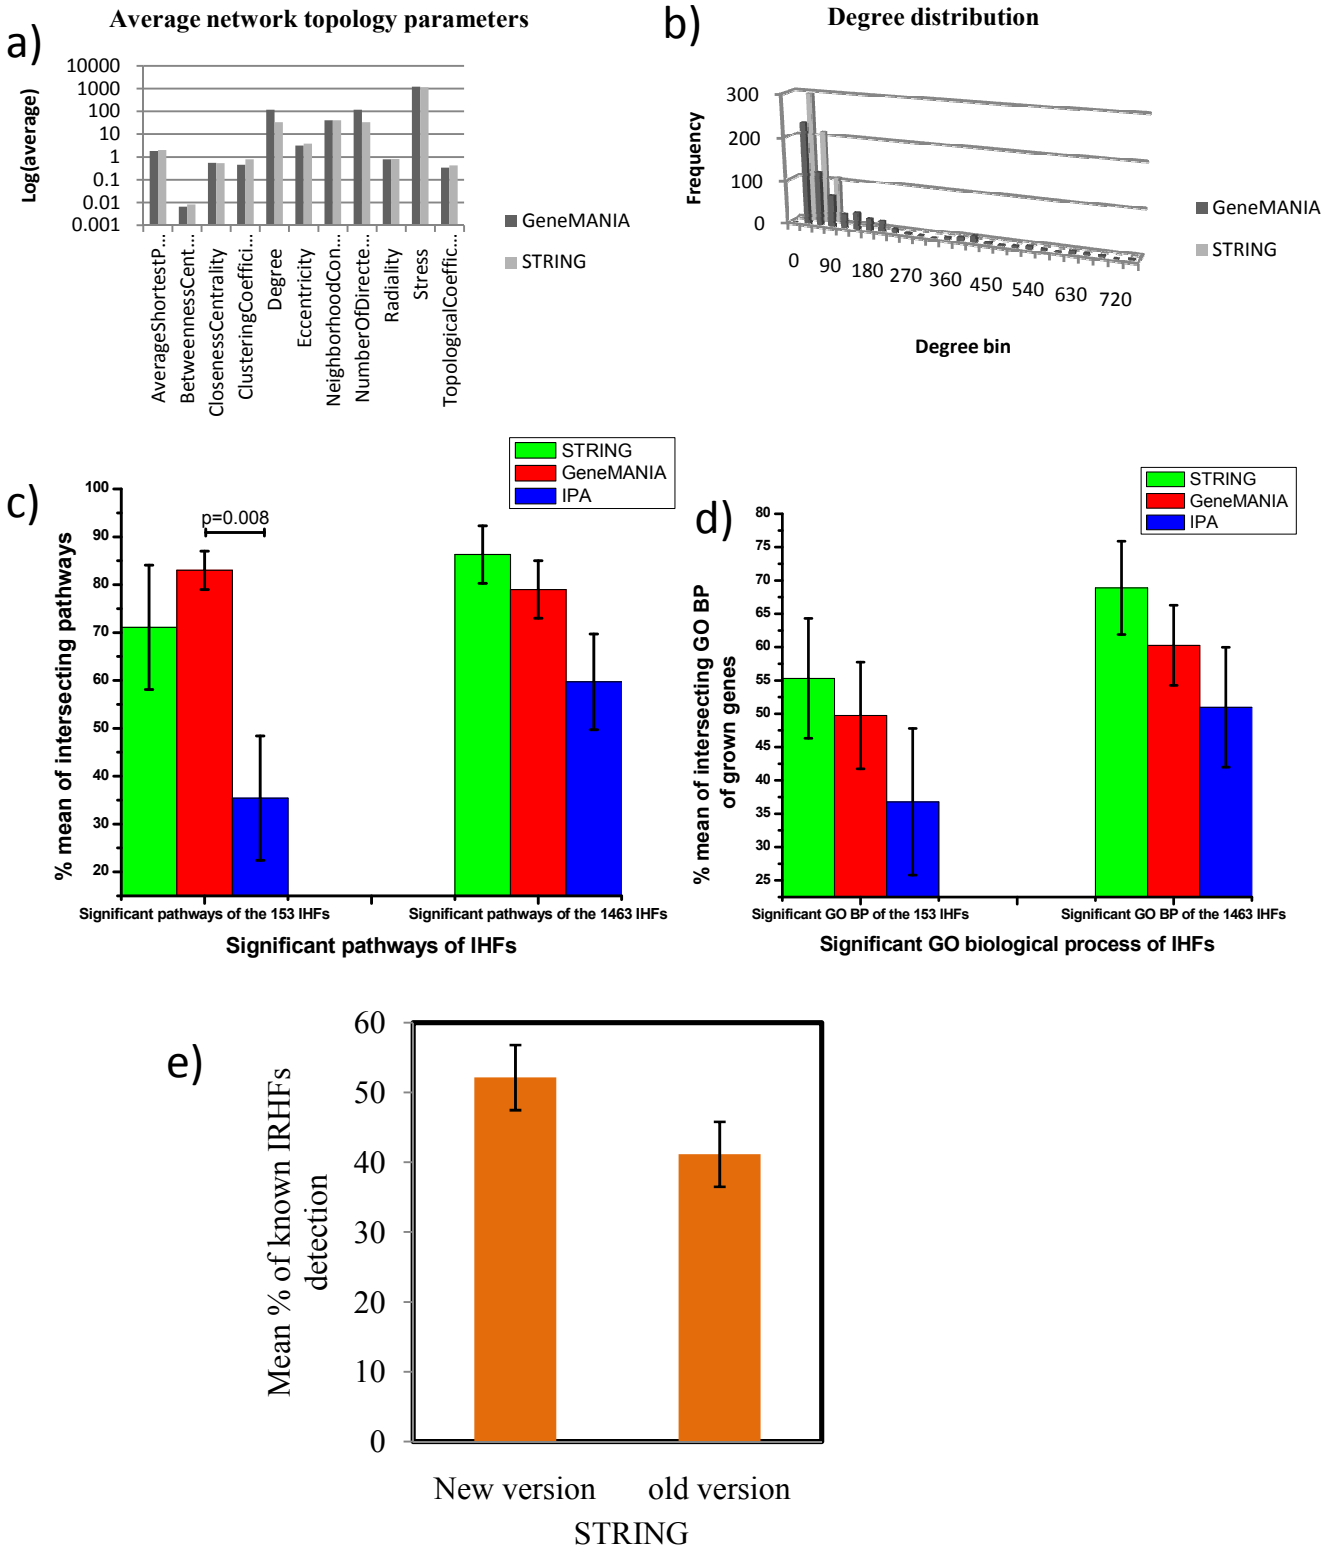 Average network topology parameters
a)
Log(average)
10000
1000
100
10
1
0.1
0.01
0.001
AverageShortestP...
BetweennessCent...
ClosenessCentrality
ClusteringCoeffici...
Degree
Eccentricity
NeighborhoodCon...
NumberOfDirecte...
Radiality
Stress
TopologicalCoeffic...
GeneMANIA
STRING
Degree distribution
b)
Frequency
300
200
100
0
0 90 180 270 360 450 540 630 720
Degree bin
GeneMANIA
STRING
c)
STRING
GeneMANIA
IPA
% mean of intersecting pathways
100
90
80
70
60
50
40
30
20
p=0.008
Significant pathways of the 153 IHFs
Significant pathways of the 1463 IHFs
Significant pathways of IHFs
d)
STRING
GeneMANIA
IPA
% mean of intersecting GO BP
of grown genes
80
75
70
65
60
55
50
45
40
35
30
25
Significant GO BP of the 153 IHFs
Significant GO BP of the 1463 IHFs
Significant GO biological process of IHFs
e)
Mean % of known IRHFs
detection
60
50
40
30
20
10
0
New version
old version
STRING